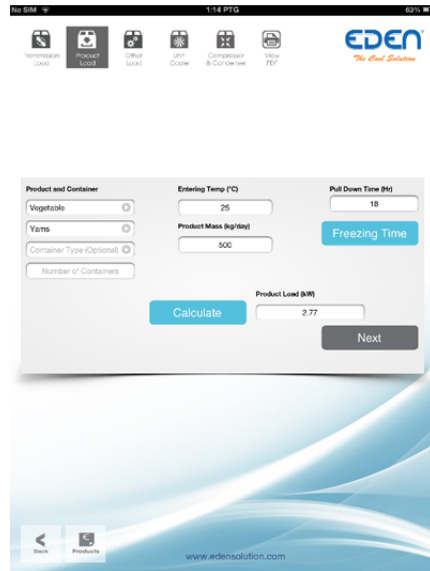 No SIM 1:14 PTG 63%
Transmission Load
Product Load
Other Load
Unit Cooler
Compressor & Condenser
View PDF
EDEN
The Cool Solution
Product and Container Entering Temp (°C) Pull Down Time (Hr)
Vegetable 25 18
Yams Product Mass (kg/day) Freezing Time
Container Type (Optional) 500
Number of Containers
Product Load (kW)
Calculate 2.77
Next
Back Products
www.edensolution.com